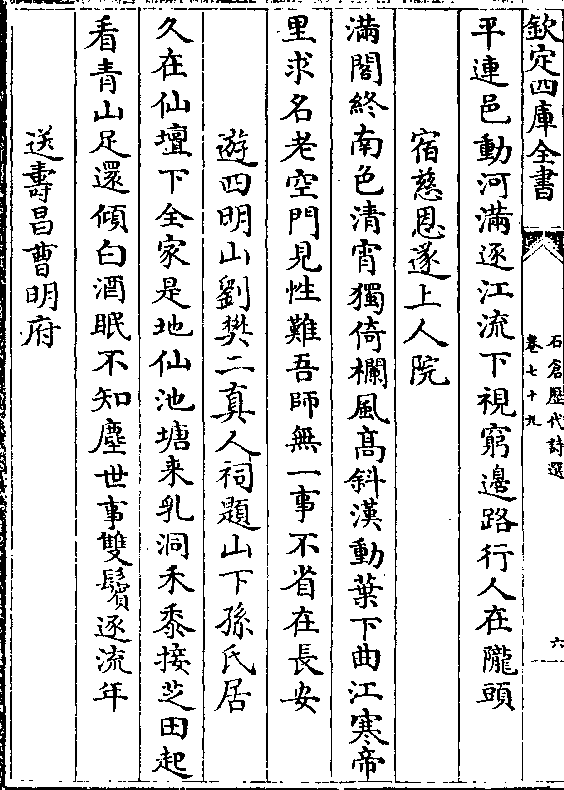 欽定四庫全書
石倉歴代詩選
卷七十九
六
平連邑動河滿逐江流下視窮邊路行人在隴頭
宿慈恩遂上人院
滿閣終南色清宵獨倚欄風髙斜漢動葉下曲江寒帝
里求名老空門見性難吾師無一事不省在長安
遊四明山劉樊二真人祠題山下孫氏居
久在仙壇下全家是地仙池塘来乳洞禾黍接芝田起
看青山足還傾白酒眠不知塵世事雙鬢逐流年
送夀昌曹明府